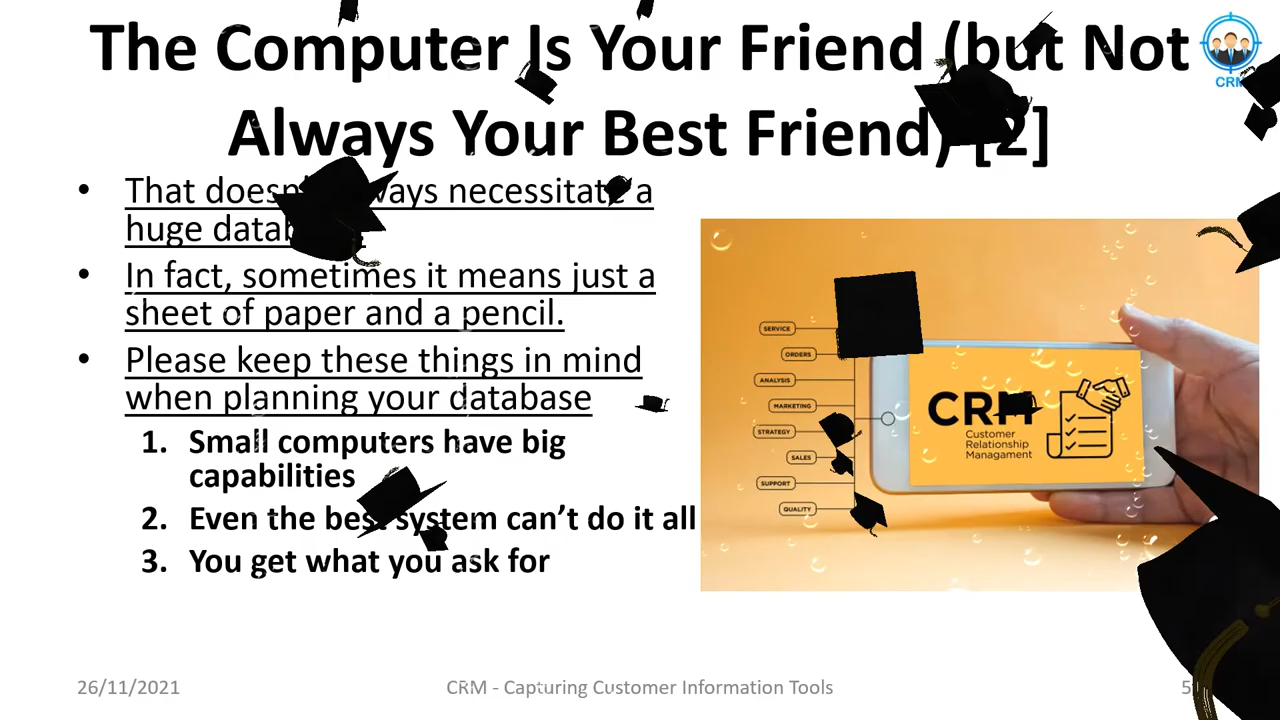 The Computer Is Your Friend (but Not
Always Your Best Friend) [2]
CRM
• That doesn't always necessitate a
huge
• In fact, sometimes it means just a
sheet of paper and a pencil.
• Please keep these things in mind
when planning your database
1. Small computers have big
capabilities
2. Even the best system can't do it all
3. You get what you ask for
SERVICE
ORDERS
ANALYSIS
MARKETING
STRATEGY
SALES
SUPPORT
QUALITY
CRM
Customer
Relationship
Managament
26/11/2021
CRM - Capturing Customer Information Tools